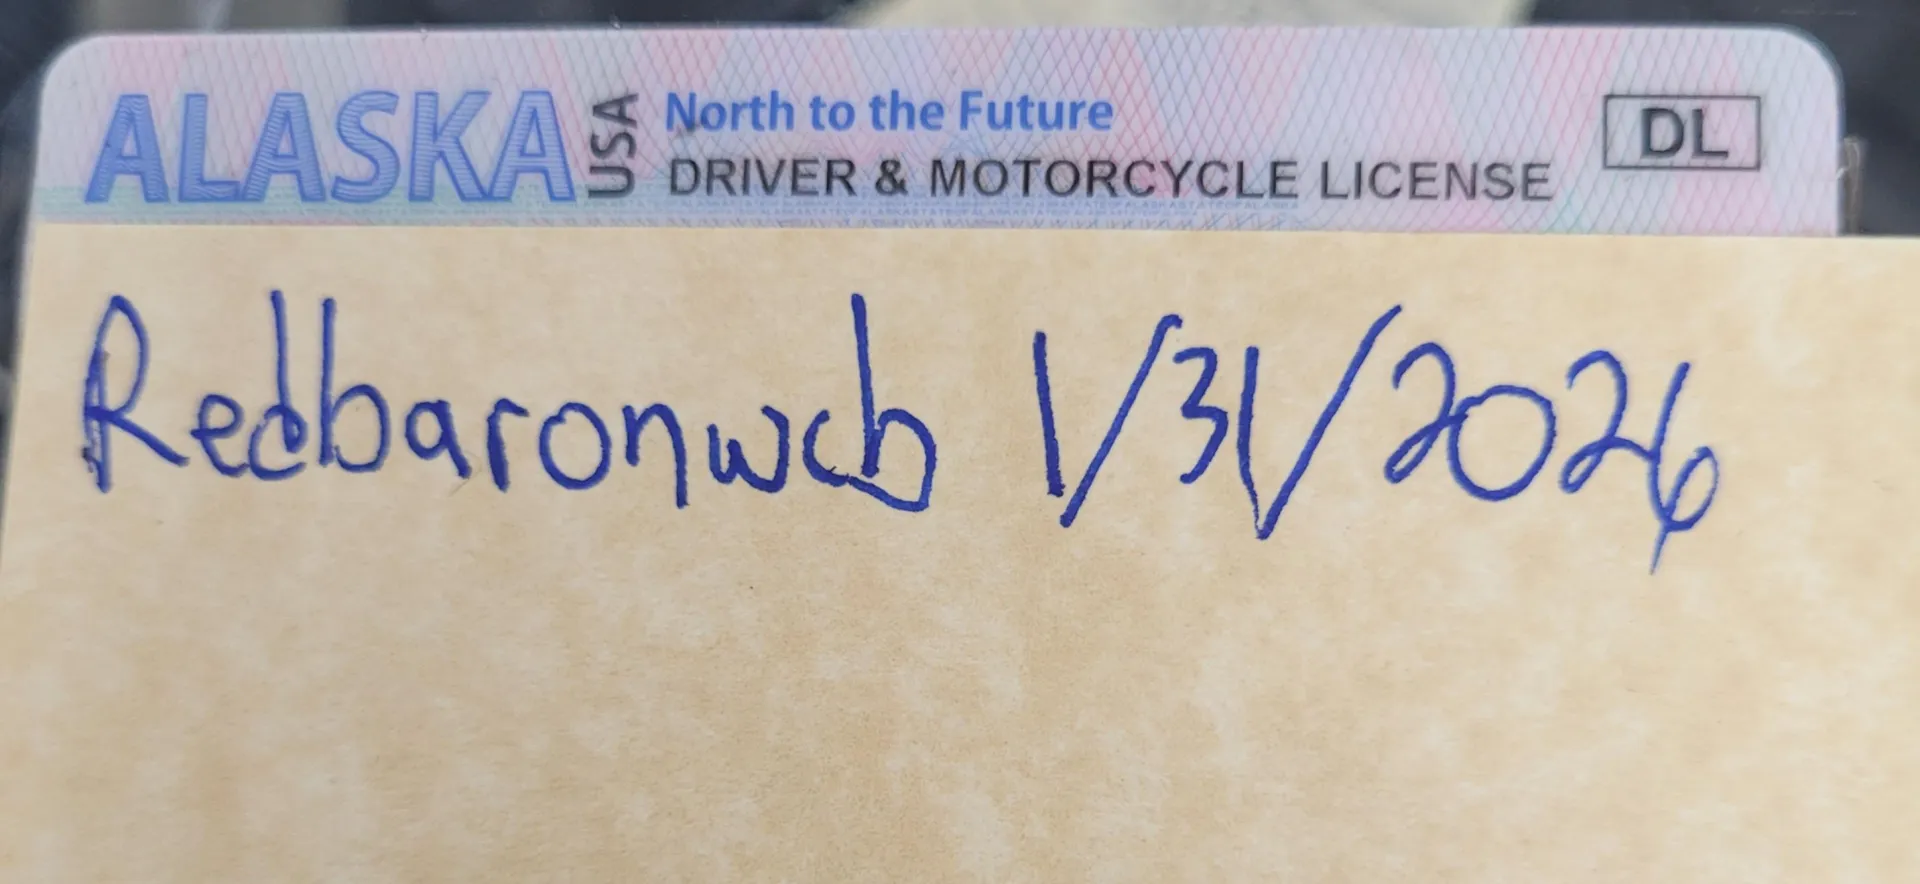 ALASKA USA North to the Future DL
DRIVER & MOTORCYCLE LICENSE
Redbaronwcb 1/31/2026